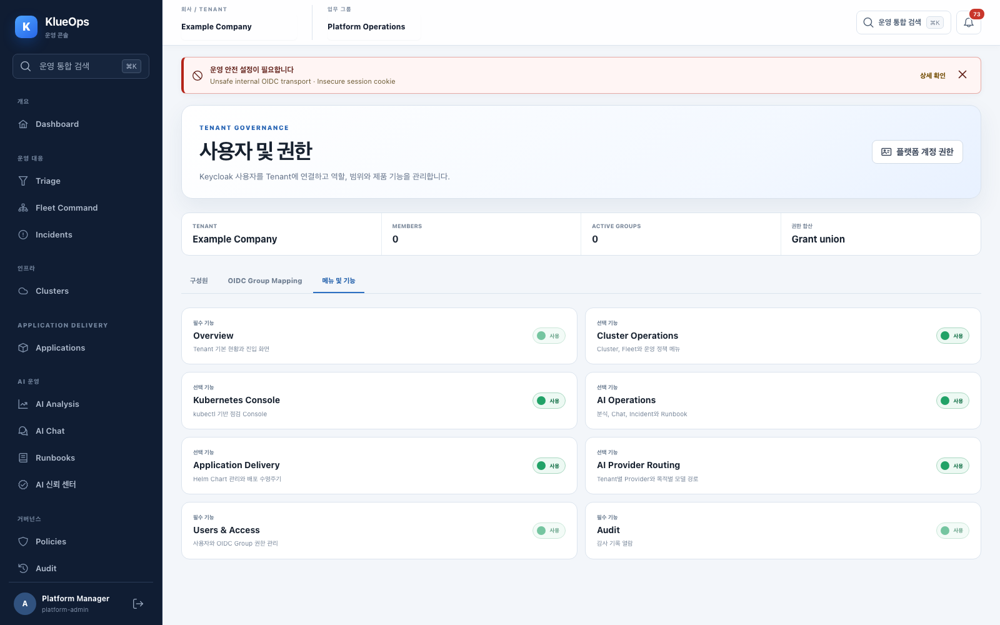 K
KlueOps
운영 콘솔
운영 통합 검색
⌘K
개요
Dashboard
운영 대응
Triage
Fleet Command
Incidents
인프라
Clusters
APPLICATION DELIVERY
Applications
AI 운영
AI Analysis
AI Chat
Runbooks
AI 신뢰 센터
거버넌스
Policies
Audit
A
Platform Manager
platform-admin
회사 / TENANT
Example Company
업무 그룹
Platform Operations
운영 통합 검색
⌘K
73
운영 안전 설정이 필요합니다
Unsafe internal OIDC transport · Insecure session cookie
상세 확인
TENANT GOVERNANCE
사용자 및 권한
Keycloak 사용자를 Tenant에 연결하고 역할, 범위와 제품 기능을 관리합니다.
플랫폼 계정 권한
TENANT
Example Company
MEMBERS
0
ACTIVE GROUPS
0
권한 합산
Grant union
구성원
OIDC Group Mapping
메뉴 및 기능
필수 기능
Overview
Tenant 기본 현황과 진입 화면
사용
선택 기능
Cluster Operations
Cluster, Fleet와 운영 정책 메뉴
사용
선택 기능
Kubernetes Console
kubectl 기반 점검 Console
사용
선택 기능
AI Operations
분석, Chat, Incident와 Runbook
사용
선택 기능
Application Delivery
Helm Chart 관리와 배포 수명주기
사용
선택 기능
AI Provider Routing
Tenant별 Provider와 목적별 모델 경로
사용
필수 기능
Users & Access
사용자와 OIDC Group 권한 관리
사용
필수 기능
Audit
감사 기록 열람
사용